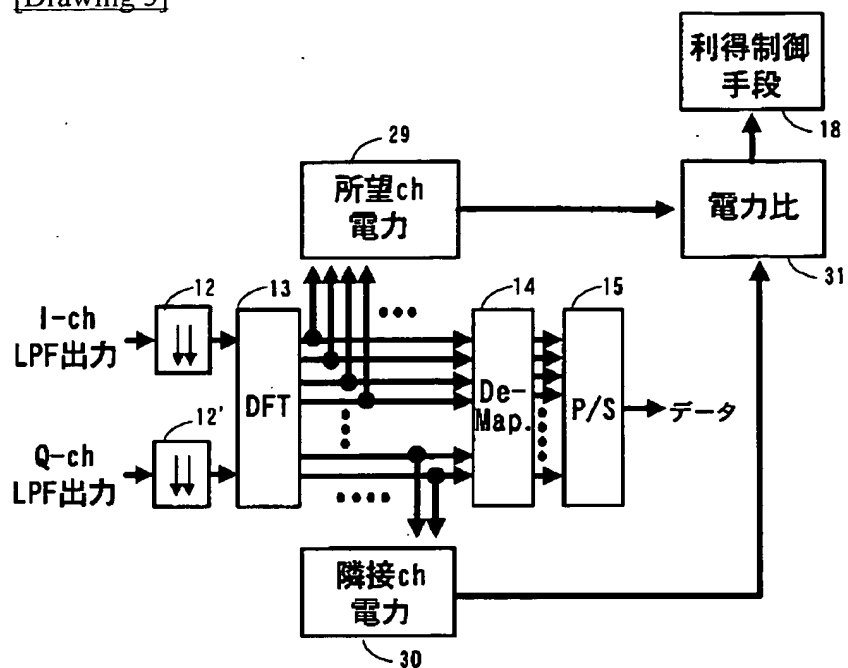 利得制御
手段
18
29
所望ch
電力
電力比
31
I-ch
LPF出力
12
13
DFT
14
De-
Map.
15
P/S
データ
Q-ch
LPF出力
12'
隣接ch
電力
30